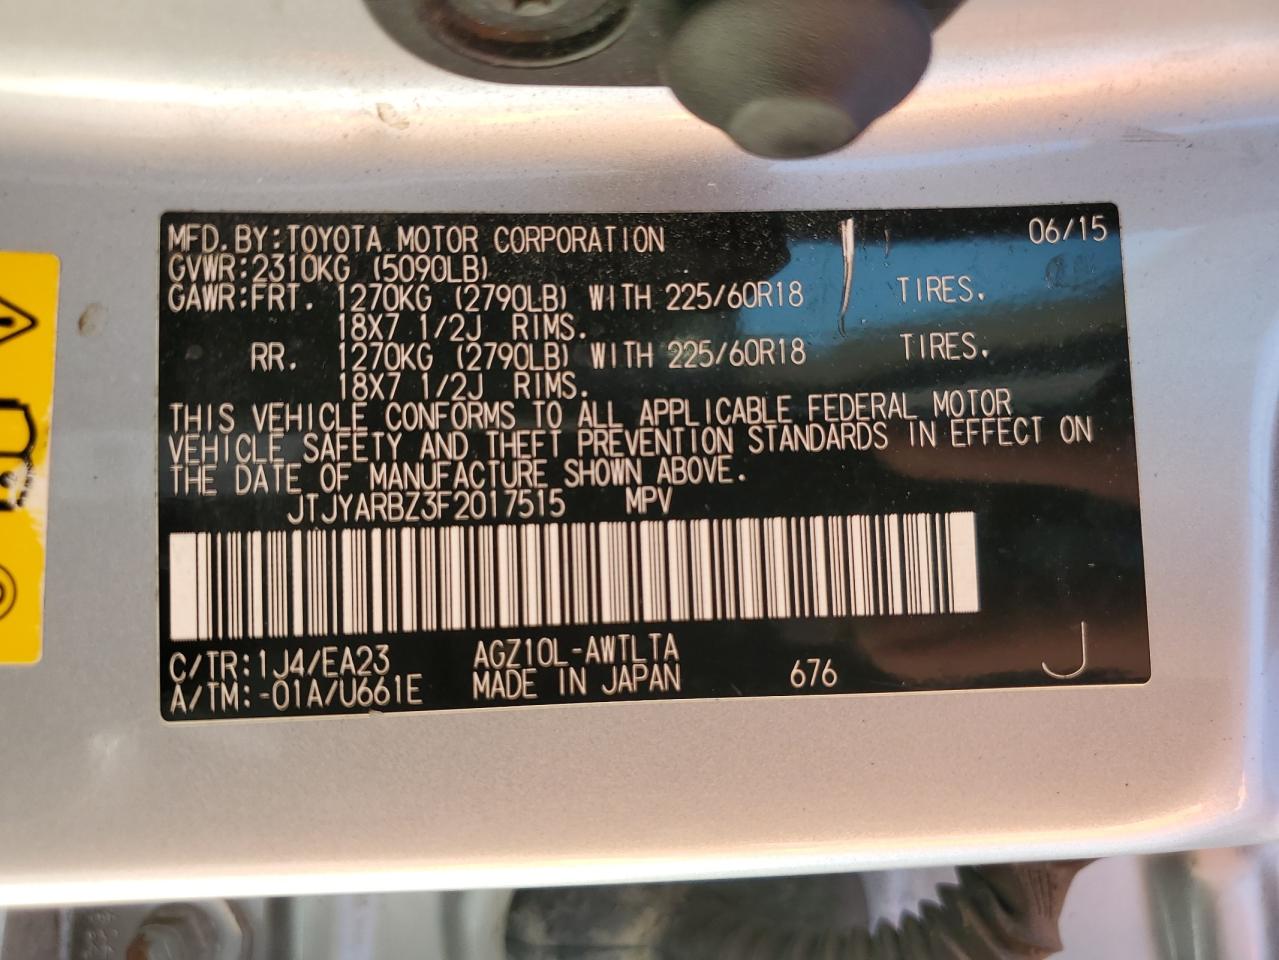 MFD.BY:TOYOTA MOTOR CORPORATION 06/15
GVWR:2310KG (5090LB)
GAWR:FRT. 1270KG (2790LB) WITH 225/60R18 TIRES.
18X7 1/2J RIMS.
RR. 1270KG (2790LB) WITH 225/60R18 TIRES.
18X7 1/2J RIMS.
THIS VEHICLE CONFORMS TO ALL APPLICABLE FEDERAL MOTOR
VEHICLE SAFETY AND THEFT PREVENTION STANDARDS IN EFFECT ON
THE DATE OF MANUFACTURE SHOWN ABOVE.
JTJYARBZ3F2017515 MPV
C/TR:1J4/EA23 AGZ10L-AWTLTA
A/TM:-01A/U661E MADE IN JAPAN 676 J